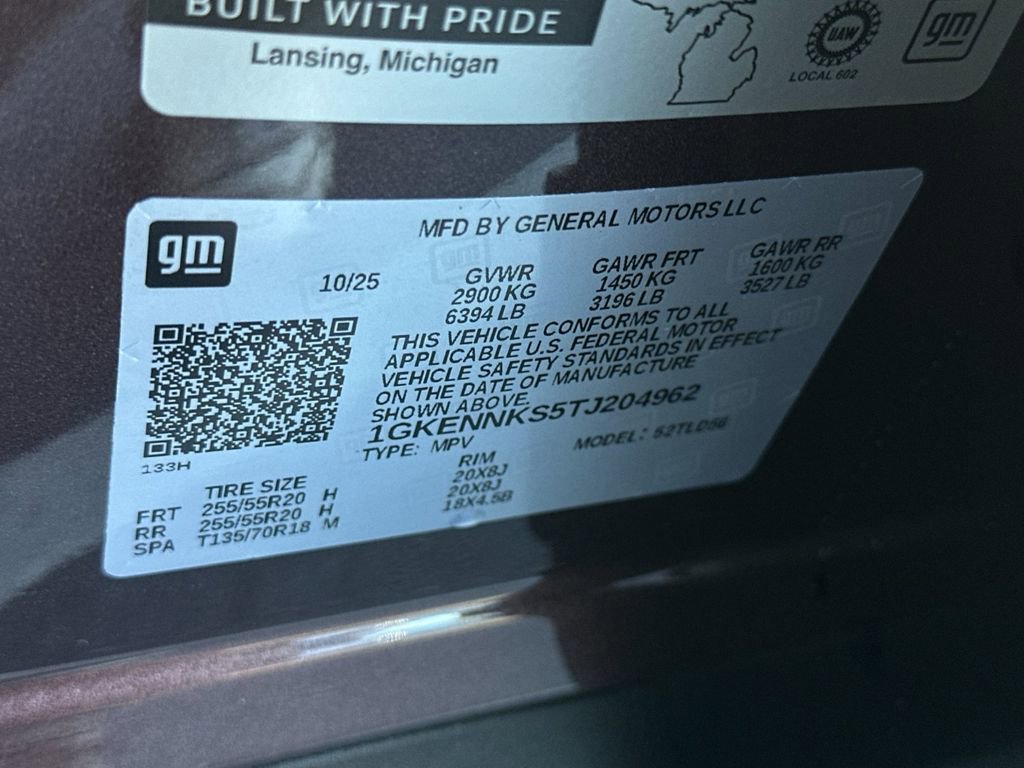 BUILT WITH PRIDE
Lansing, Michigan
UAW
LOCAL 602
gm
gm
MFD BY GENERAL MOTORS LLC
10/25
GVWR
2900 KG
6394 LB
GAWR FRT
1450 KG
3196 LB
GAWR RR
1600 KG
3527 LB
THIS VEHICLE CONFORMS TO ALL
APPLICABLE U.S. FEDERAL MOTOR
VEHICLE SAFETY STANDARDS IN EFFECT
ON THE DATE OF MANUFACTURE
SHOWN ABOVE.
1GKENNKS5TJ204962
TYPE: MPV MODEL:
133H
TIRE SIZE RIM
FRT 255/55R20 H 20X8J
RR 255/55R20 H 20X8J
SPA T135/70R18 M 18X4.5B